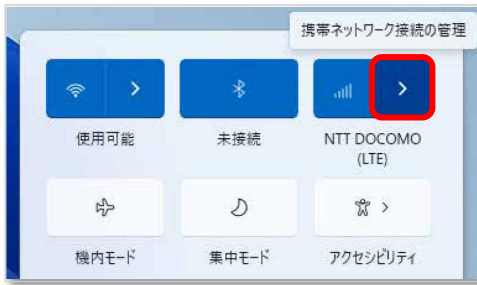 携帯ネットワーク接続の管理
使用可能
未接続
NTT DOCOMO
(LTE)
機内モード
集中モード
アクセシビリティ